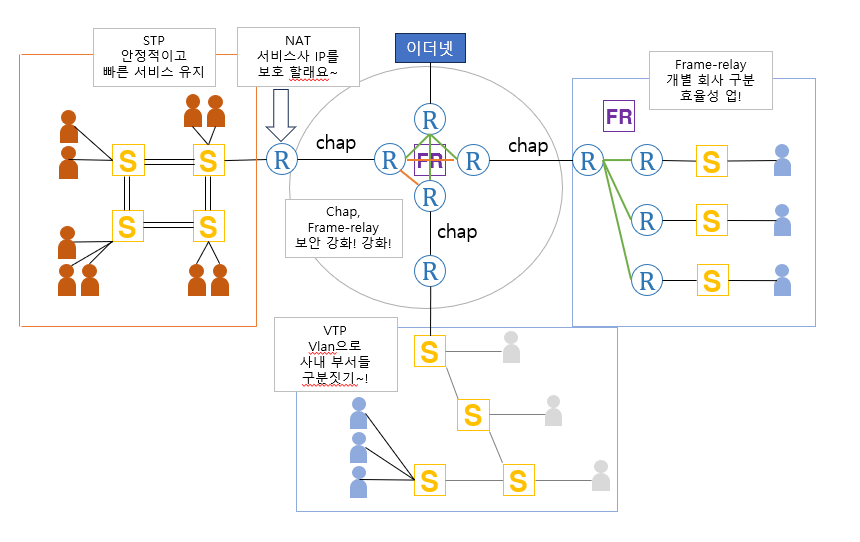 STP
안정적이고
빠른 서비스 유지
NAT
서비스사 IP를
보호 할래요~
이더넷
Frame-relay
개별 회사 구분
효율성 업!
FR
R
chap
chap
S
S
R
R
FR
R
R
R
S
R
Chap,
Frame-relay
보안 강화! 강화!
S
S
chap
R
S
R
R
S
VTP
Vlan으로
사내 부서들
구분짓기~!
S
S
S
S